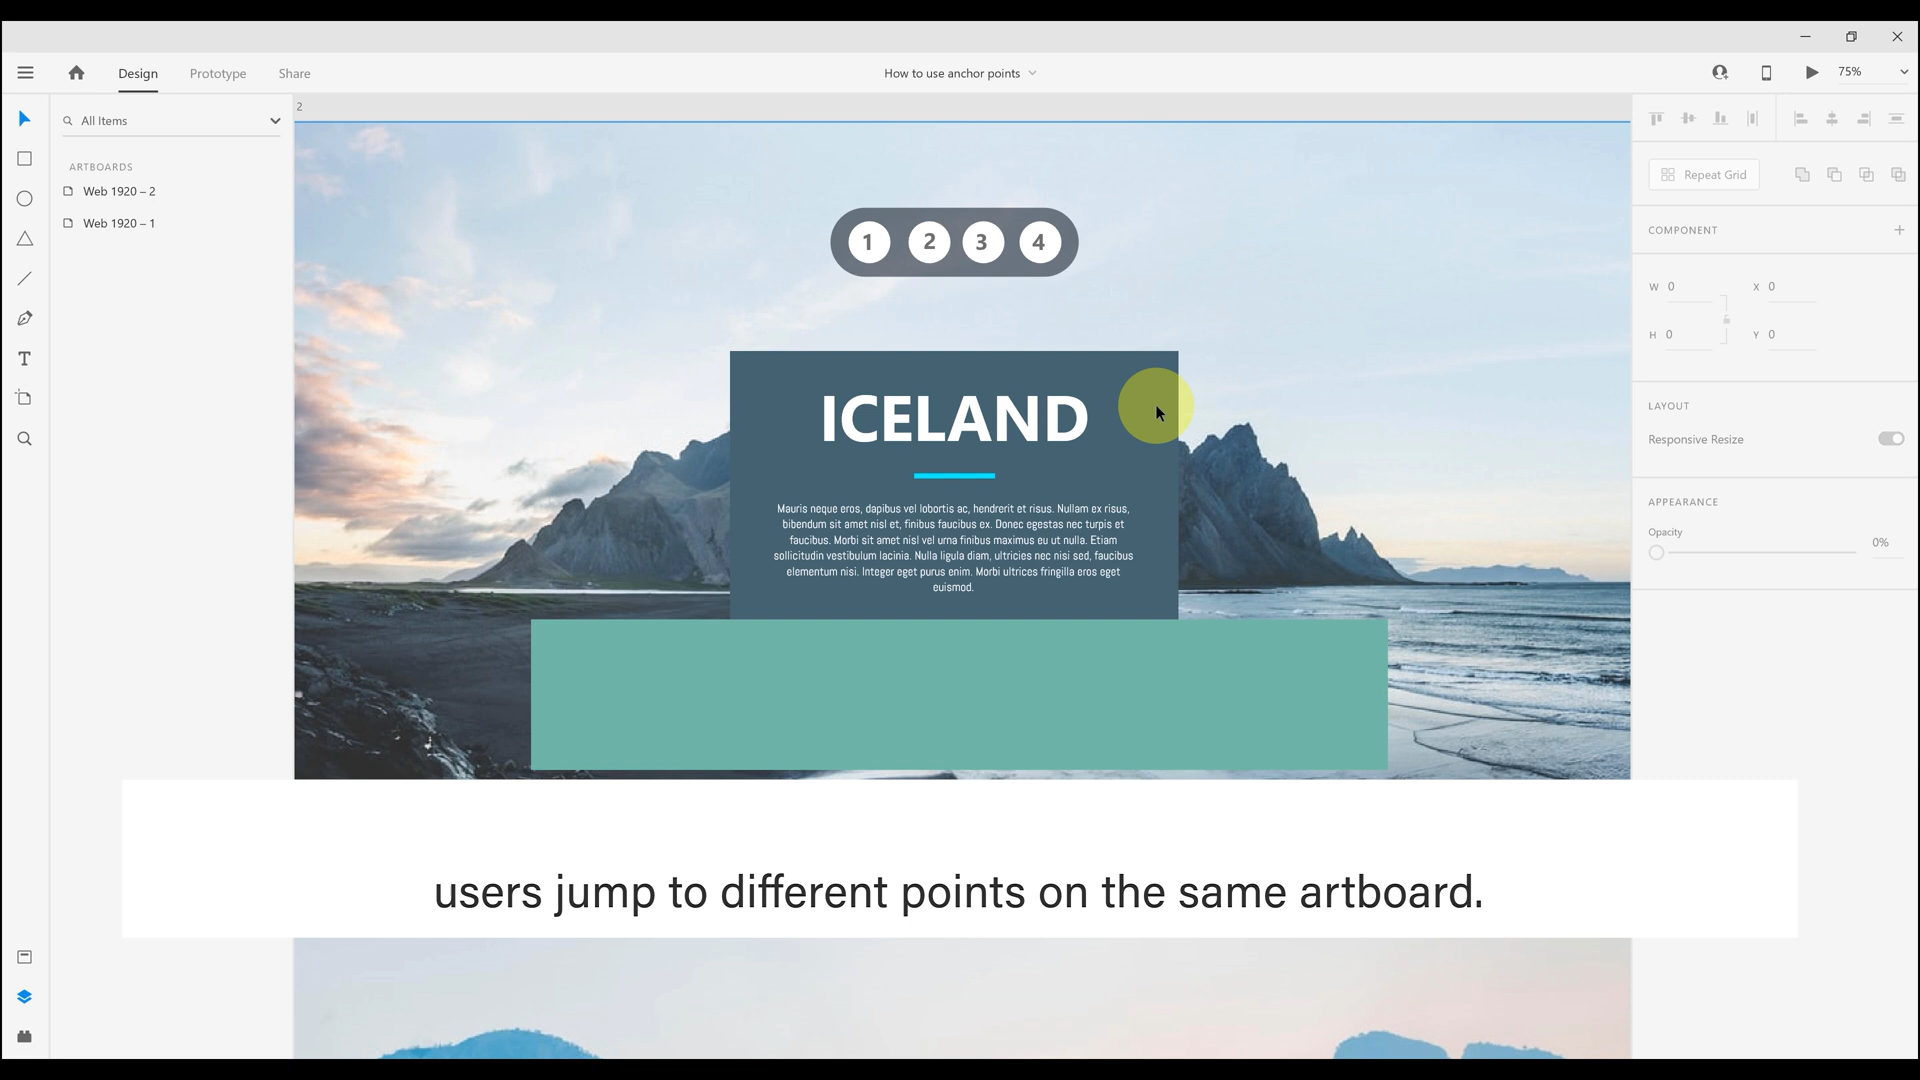 Design
Prototype
Share
How to use anchor points
75%
All Items
2
ARTBOARDS
Web 1920 – 2
Web 1920 – 1
1 2 3 4
ICELAND
Mauris neque eros, dapibus vel lobortis ac, hendrerit et risus. Nullam ex risus,
bibendum sit amet nisl et, finibus faucibus ex. Donec egestas nec turpis et
faucibus. Morbi sit amet nisl vel urna finibus maximus eu ut nulla. Etiam
sollicitudin vestibulum lacinia. Nulla ligula diam, ultricies nec nisi sed, faucibus
elementum nisi. Integer eget purus enim. Morbi ultrices fringilla eros eget
euismod.
Repeat Grid
COMPONENT
W 0 X 0
H 0 Y 0
LAYOUT
Responsive Resize
APPEARANCE
Opacity
0%
users jump to different points on the same artboard.